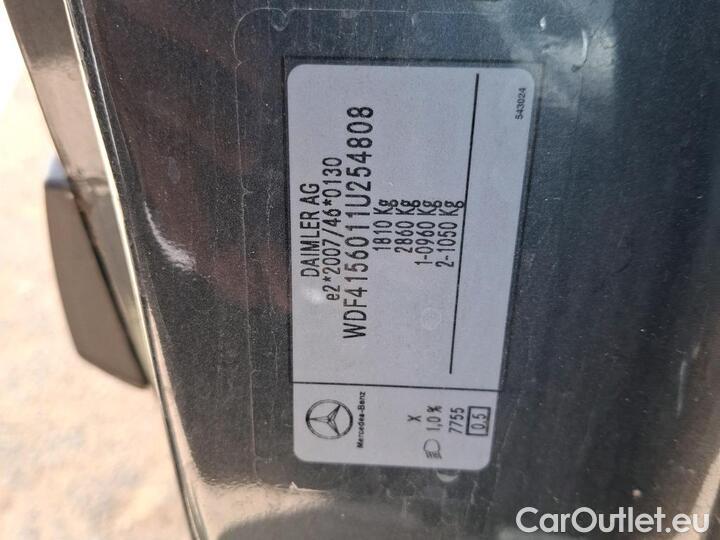 DAIMLER AG
e2*2007/46*0130
WDF4156011U254808
1810 Kg
2860 Kg
1-0960 Kg
2-1050 Kg
543024
Mercedes-Benz
X
1,0 %
7755
0.5
CarOutlet.eu